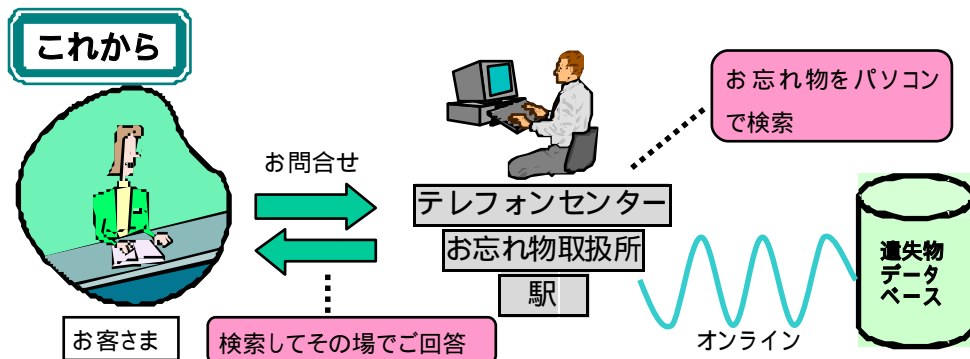 これから
お忘れ物をパソコン
で検索
お問合せ
テレフォンセンター
お忘れ物取扱所
駅
遺失物
データ
ベース
オンライン
お客さま
検索してその場でご回答